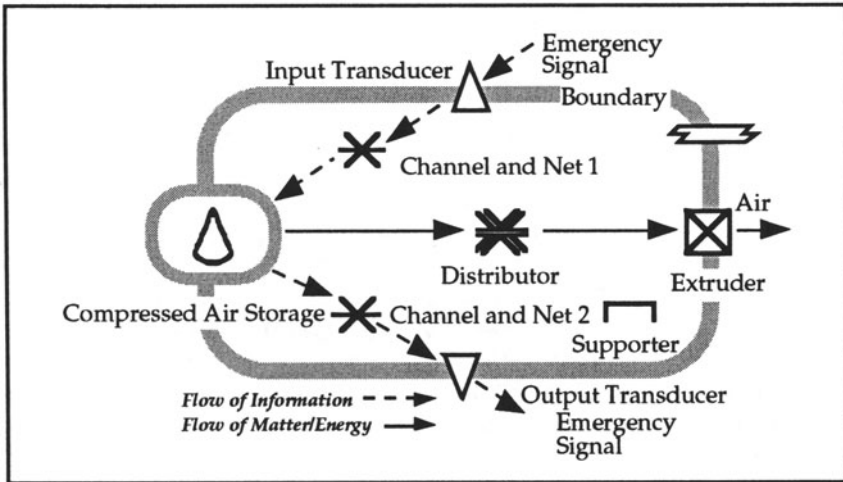 Emergency
Signal
Input Transducer
Boundary
Channel and Net 1
Air
Distributor
Extruder
Compressed Air Storage
Channel and Net 2
Supporter
Flow of Information
Output Transducer
Flow of Matter/Energy
Emergency
Signal